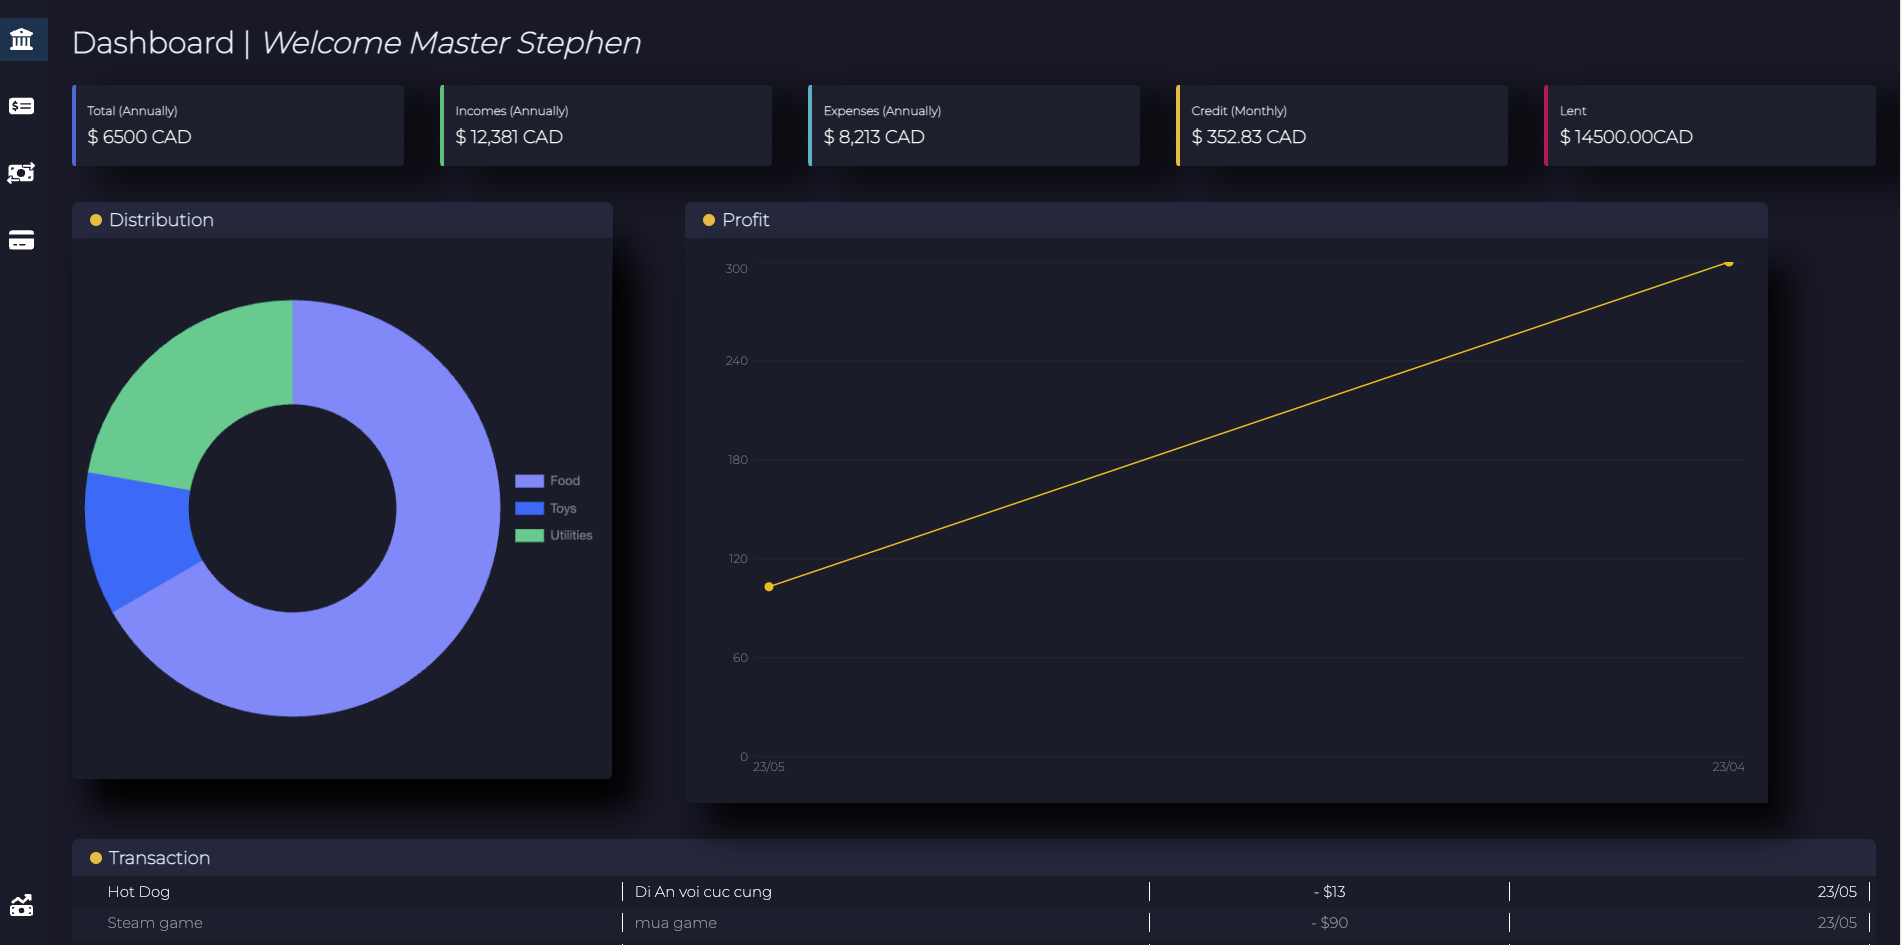 Dashboard | Welcome Master Stephen
Total (Annually)
$ 6500 CAD
Incomes (Annually)
$ 12,381 CAD
Expenses (Annually)
$ 8,213 CAD
Credit (Monthly)
$ 352.83 CAD
Lent
$ 14500.00CAD
Distribution
Food
Toys
Utilities
Profit
300
240
180
120
60
0
23/05 23/04
Transaction
Hot Dog Di An voi cuc cung - $13 23/05
Steam game mua game - $90 23/05